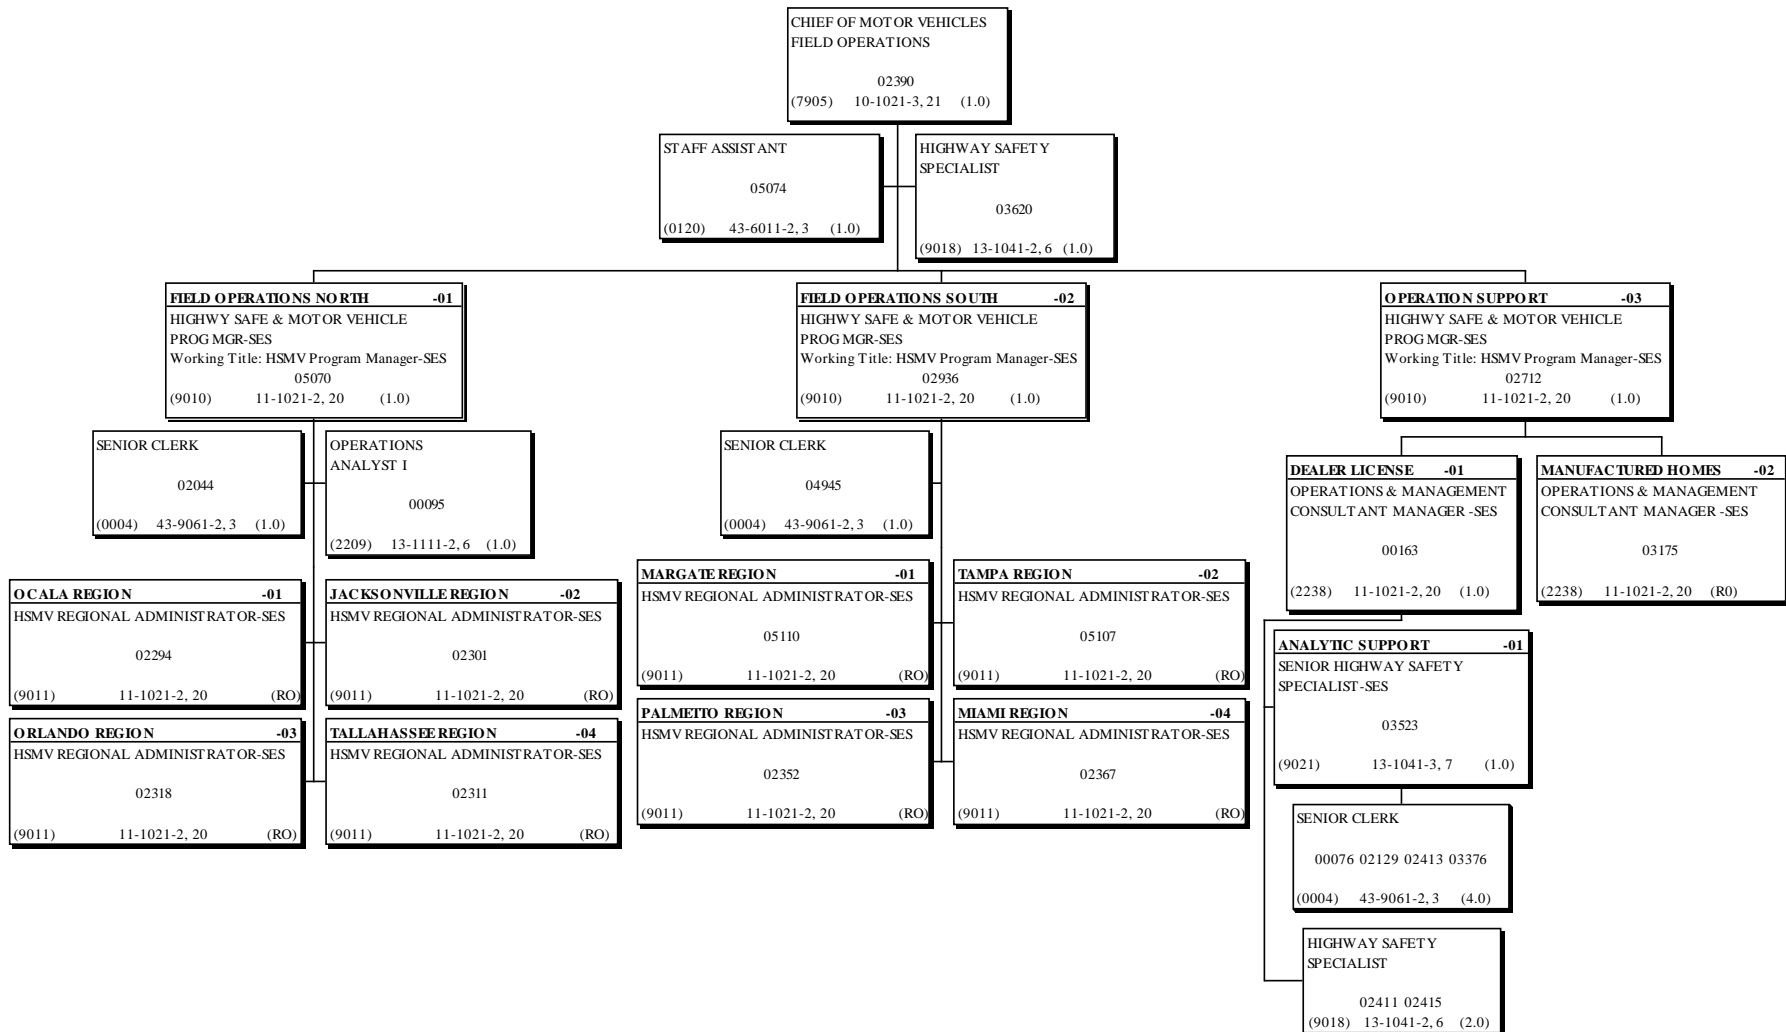 CHIEF OF MOTOR VEHICLES
FIELD OPERATIONS
02390
(7905) 10-1021-3, 21 (1.0)
STAFF ASSISTANT
05074
(0120) 43-6011-2, 3 (1.0)
HIGHWAY SAFETY
SPECIALIST
03620
(9018) 13-1041-2, 6 (1.0)
FIELD OPERATIONS NORTH -01
HIGHWY SAFE & MOTOR VEHICLE
PROG MGR-SES
Working Title: HSMV Program Manager-SES
05070
(9010) 11-1021-2, 20 (1.0)
FIELD OPERATIONS SOUTH -02
HIGHWY SAFE & MOTOR VEHICLE
PROG MGR-SES
Working Title: HSMV Program Manager-SES
02936
(9010) 11-1021-2, 20 (1.0)
OPERATION SUPPORT -03
HIGHWY SAFE & MOTOR VEHICLE
PROG MGR-SES
Working Title: HSMV Program Manager-SES
02712
(9010) 11-1021-2, 20 (1.0)
SENIOR CLERK
02044
(0004) 43-9061-2, 3 (1.0)
OPERATIONS
ANALYST I
00095
(2209) 13-1111-2, 6 (1.0)
SENIOR CLERK
04945
(0004) 43-9061-2, 3 (1.0)
DEALER LICENSE -01
OPERATIONS & MANAGEMENT
CONSULTANT MANAGER -SES
00163
(2238) 11-1021-2, 20 (1.0)
MANUFACTURED HOMES -02
OPERATIONS & MANAGEMENT
CONSULTANT MANAGER -SES
03175
(2238) 11-1021-2, 20 (R0)
OCALA REGION -01
HSMV REGIONAL ADMINISTRATOR-SES
02294
(9011) 11-1021-2, 20 (RO)
JACKSONVILLE REGION -02
HSMV REGIONAL ADMINISTRATOR-SES
02301
(9011) 11-1021-2, 20 (RO)
MARGATE REGION -01
HSMV REGIONAL ADMINISTRATOR-SES
05110
(9011) 11-1021-2, 20 (RO)
TAMPA REGION -02
HSMV REGIONAL ADMINISTRATOR-SES
05107
(9011) 11-1021-2, 20 (RO)
ORLANDO REGION -03
HSMV REGIONAL ADMINISTRATOR-SES
02318
(9011) 11-1021-2, 20 (RO)
TALLAHASSEE REGION -04
HSMV REGIONAL ADMINISTRATOR-SES
02311
(9011) 11-1021-2, 20 (RO)
PALMETTO REGION -03
HSMV REGIONAL ADMINISTRATOR-SES
02352
(9011) 11-1021-2, 20 (RO)
MIAMI REGION -04
HSMV REGIONAL ADMINISTRATOR-SES
02367
(9011) 11-1021-2, 20 (RO)
ANALYTIC SUPPORT -01
SENIOR HIGHWAY SAFETY
SPECIALIST-SES
03523
(9021) 13-1041-3, 7 (1.0)
SENIOR CLERK
00076 02129 02413 03376
(0004) 43-9061-2, 3 (4.0)
HIGHWAY SAFETY
SPECIALIST
02411 02415
(9018) 13-1041-2, 6 (2.0)